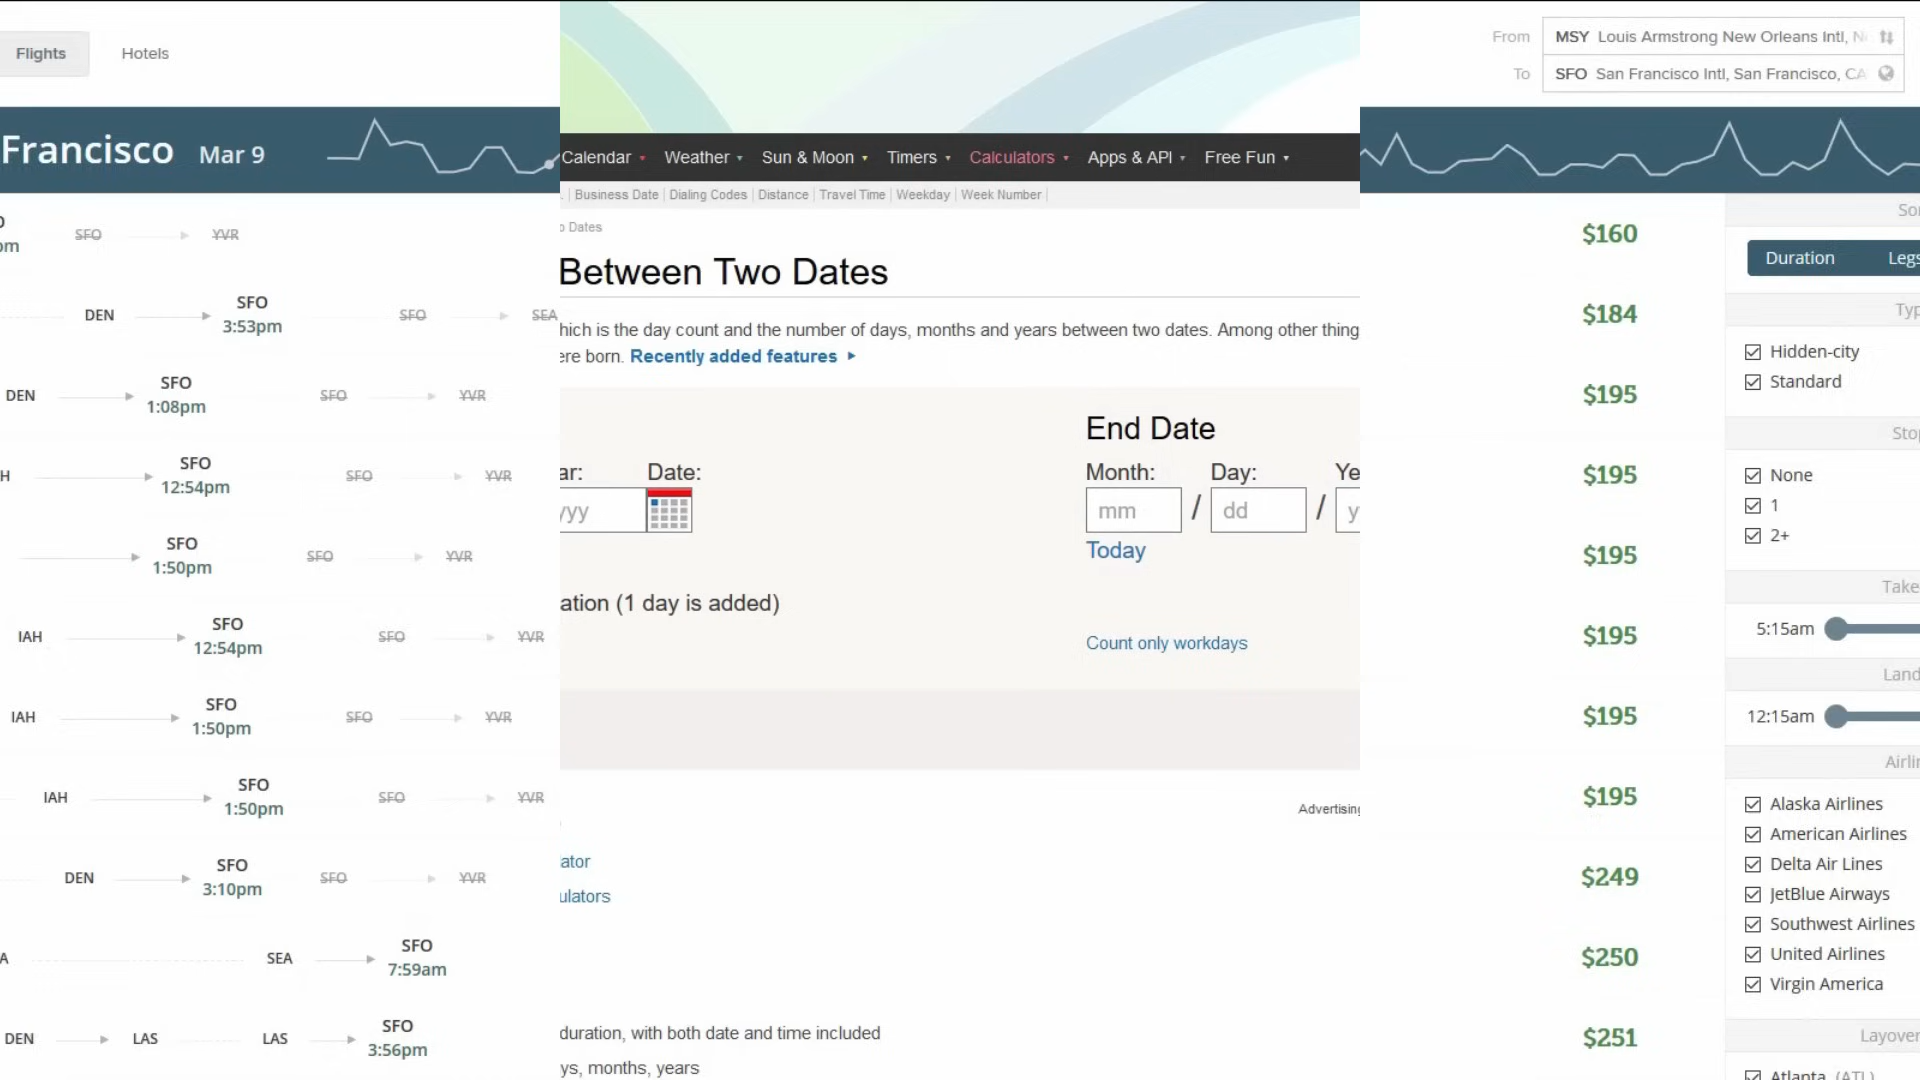 Flights
Hotels
Francisco Mar 9
SFO YVR
DEN SFO 3:53pm SFO SEA
DEN SFO 1:08pm SFO YVR
SFO 12:54pm SFO YVR
SFO 1:50pm SFO YVR
IAH SFO 12:54pm SFO YVR
IAH SFO 1:50pm SFO YVR
IAH SFO 1:50pm SFO YVR
DEN SFO 3:10pm SFO YVR
SEA SFO 7:59am
DEN LAS LAS SFO 3:56pm
Calendar Weather Sun & Moon Timers Calculators Apps & API Free Fun
Business Date Dialing Codes Distance Travel Time Weekday Week Number
o Dates
Between Two Dates
hich is the day count and the number of days, months and years between two dates. Among other thing
ere born. Recently added features
End Date
ar: Date: Month: Day: Ye
yyy mm / dd / y
Today
ation (1 day is added)
Count only workdays
Advertising
ator
ulators
duration, with both date and time included
ys, months, years
From MSY Louis Armstrong New Orleans Intl, N
To SFO San Francisco Intl, San Francisco, CA
$160
$184
$195
$195
$195
$195
$195
$195
$249
$250
$251
Sor
Duration Legs
Typ
Hidden-city
Standard
Stop
None
1
2+
Take
5:15am
Land
12:15am
Airlin
Alaska Airlines
American Airlines
Delta Air Lines
JetBlue Airways
Southwest Airlines
United Airlines
Virgin America
Layover
Atlanta (ATL)